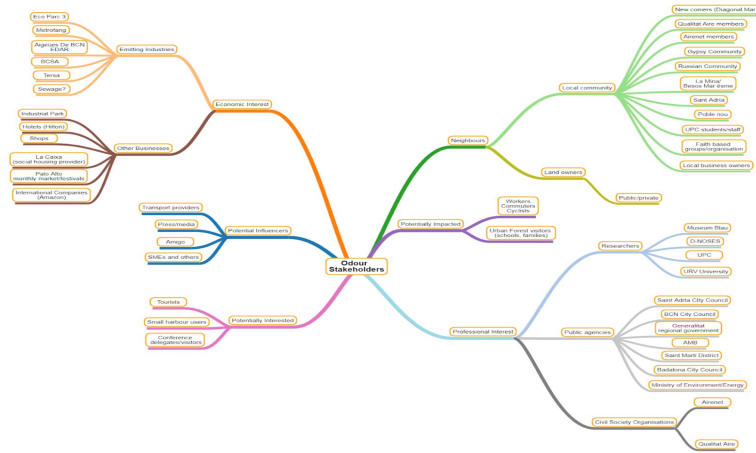 Odour
Stakeholders
Economic Interest
Emitting Industries
Eco Parc 3
Metrofang
Aigeues De BCN
EDAR
BCSA
Tersa
Sewage?
Other Businesses
Industrial Park
Hotels (Hilton)
Shops
La Caixa
(social housing provider)
Palo Alto
monthly market/festivals
International Companies
(Amazon)
Potential Influencers
Transport providers
Press/media
Amigo
SMEs and others
Potentially Interested
Tourists
Small harbour users
Conference
delegates/visitors
Neighbours
Local community
New comers (Diagonal Mar
Qualitat Aire members
Airenet members
Gypsy Community
Russian Community
La Mina/
Besos Mar
Sant Adria
Poble nou
UPC students/staff
Faith based
groups/organisation
Local business owners
Land owners
Public/private
Potentially Impacted
Workers
Commuters
Cyclists
Urban Forest visitors
(schools, families)
Professional Interest
Researchers
Museum Blau
D-NOSES
UPC
URV University
Public agencies
Saint Adria City Council
BCN City Council
Generalitat
regional government
AMB
Saint Marti District
Badalona City Council
Ministry of Environment/Energy
Civil Society Organisations
Airenet
Qualitat Aire